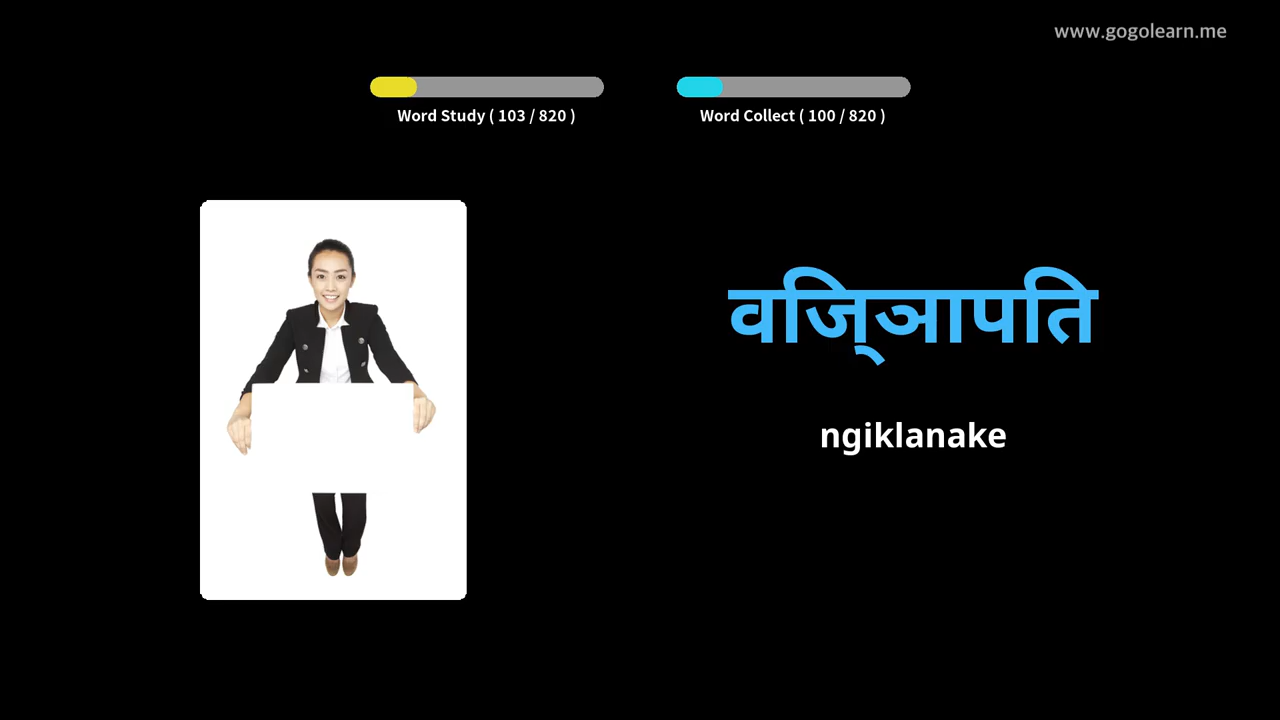 www.gogolearn.me
Word Study ( 103 / 820 )
Word Collect ( 100 / 820 )
वजि्ञापति
ngiklanake